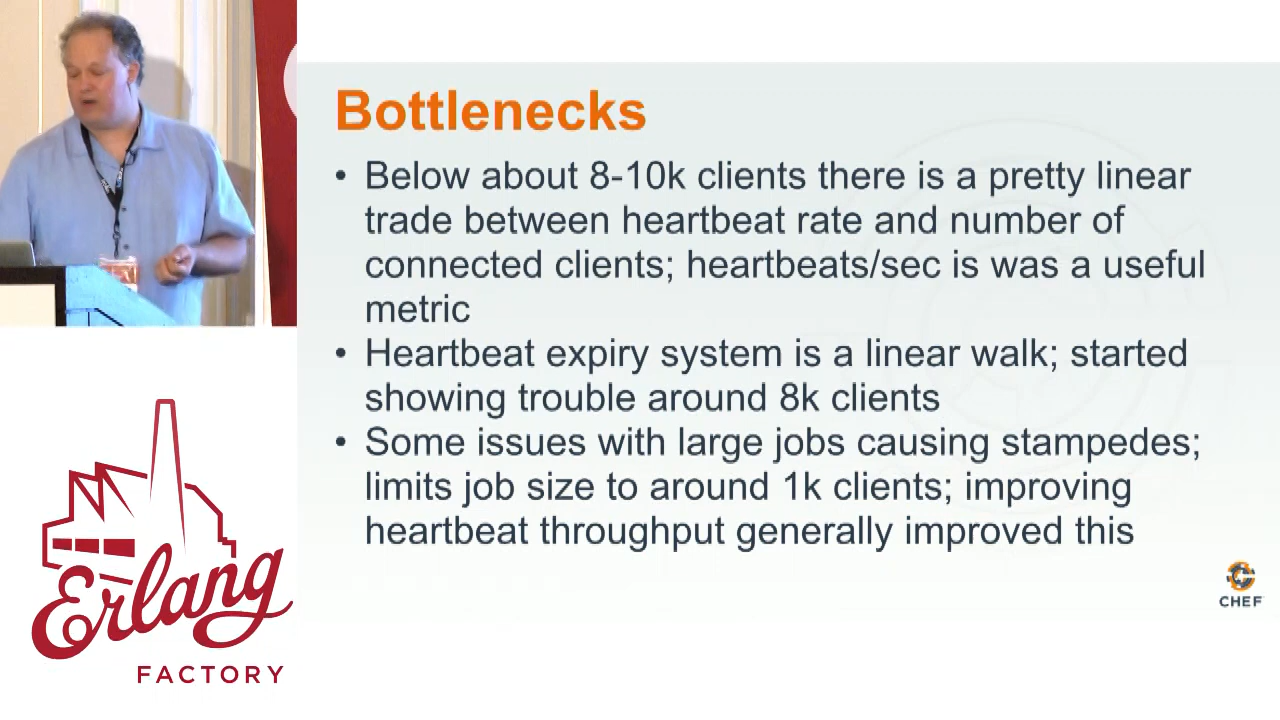 Bottlenecks
• Below about 8-10k clients there is a pretty linear
trade between heartbeat rate and number of
connected clients; heartbeats/sec is was a useful
metric
• Heartbeat expiry system is a linear walk; started
showing trouble around 8k clients
• Some issues with large jobs causing stampedes;
limits job size to around 1k clients; improving
heartbeat throughput generally improved this
CHEF
Erlang
FACTORY